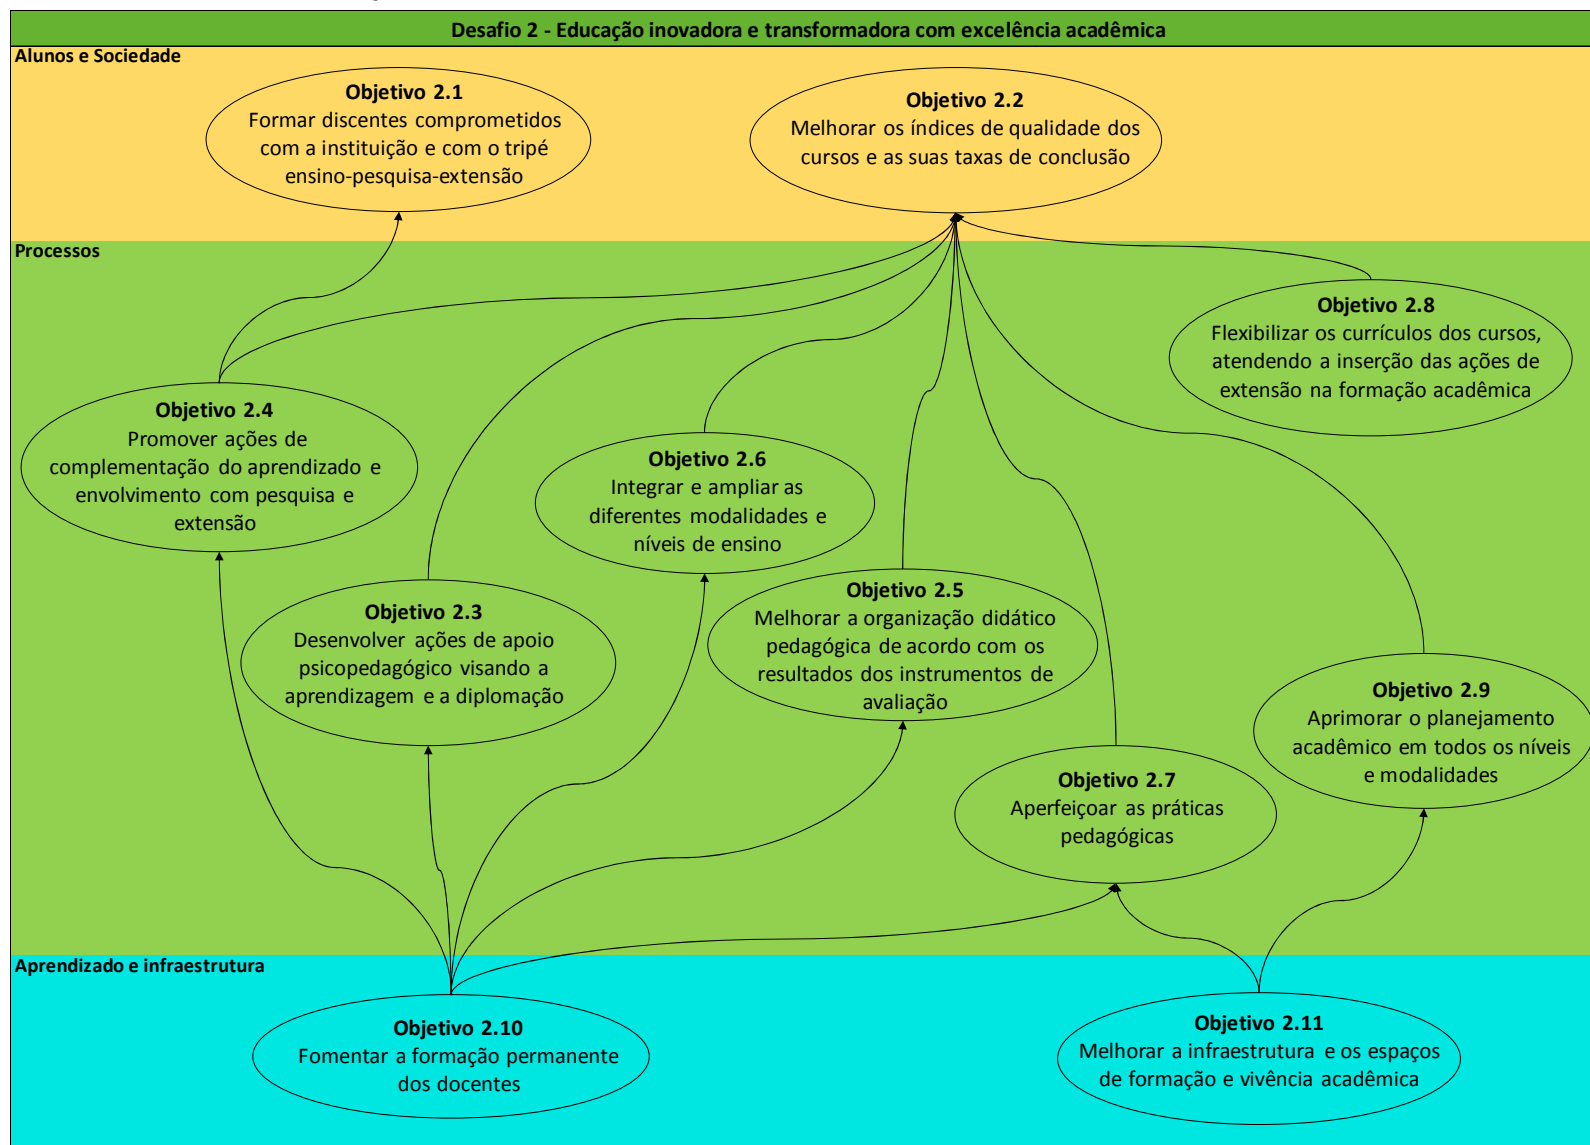 Desafio 2 - Educação inovadora e transformadora com excelência acadêmica
Alunos e Sociedade
Objetivo 2.1
Formar discentes comprometidos
com a instituição e com o tripé
ensino-pesquisa-extensão
Objetivo 2.2
Melhorar os índices de qualidade dos
cursos e as suas taxas de conclusão
Processos
Objetivo 2.8
Flexibilizar os currículos dos cursos,
atendendo a inserção das ações de
extensão na formação acadêmica
Objetivo 2.4
Promover ações de
complementação do aprendizado e
envolvimento com pesquisa e
extensão
Objetivo 2.6
Integrar e ampliar as
diferentes modalidades e
níveis de ensino
Objetivo 2.3
Desenvolver ações de apoio
psicopedagógico visando a
aprendizagem e a diplomação
Objetivo 2.5
Melhorar a organização didático
pedagógica de acordo com os
resultados dos instrumentos de
avaliação
Objetivo 2.9
Aprimorar o planejamento
acadêmico em todos os níveis
e modalidades
Objetivo 2.7
Aperfeiçoar as práticas
pedagógicas
Aprendizado e infraestrutura
Objetivo 2.10
Fomentar a formação permanente
dos docentes
Objetivo 2.11
Melhorar a infraestrutura e os espaços
de formação e vivência acadêmica